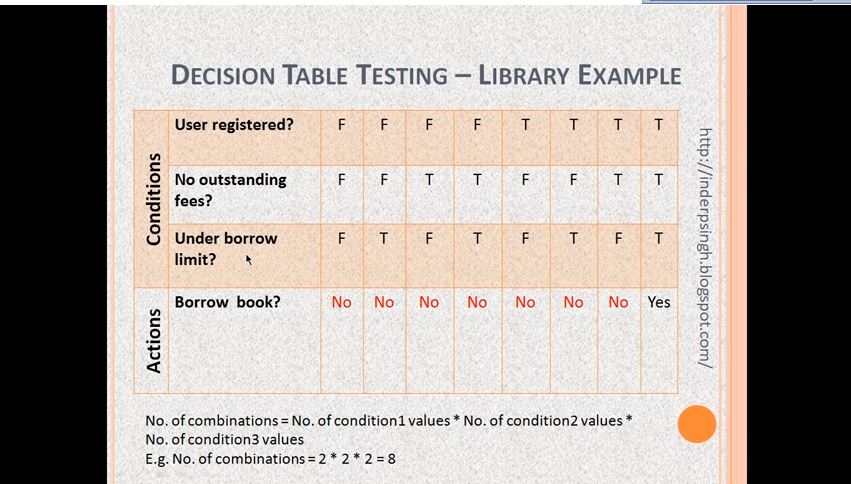 DECISION TABLE TESTING – LIBRARY EXAMPLE
Conditions
User registered? F F F F T T T T
No outstanding F F T T F F T T
fees?
Under borrow F T F T F T F T
limit?
Actions
Borrow book? No No No No No No No Yes
No. of combinations = No. of condition1 values * No. of condition2 values *
No. of condition3 values
E.g. No. of combinations = 2 * 2 * 2 = 8
http://inderpsingh.blogspot.com/